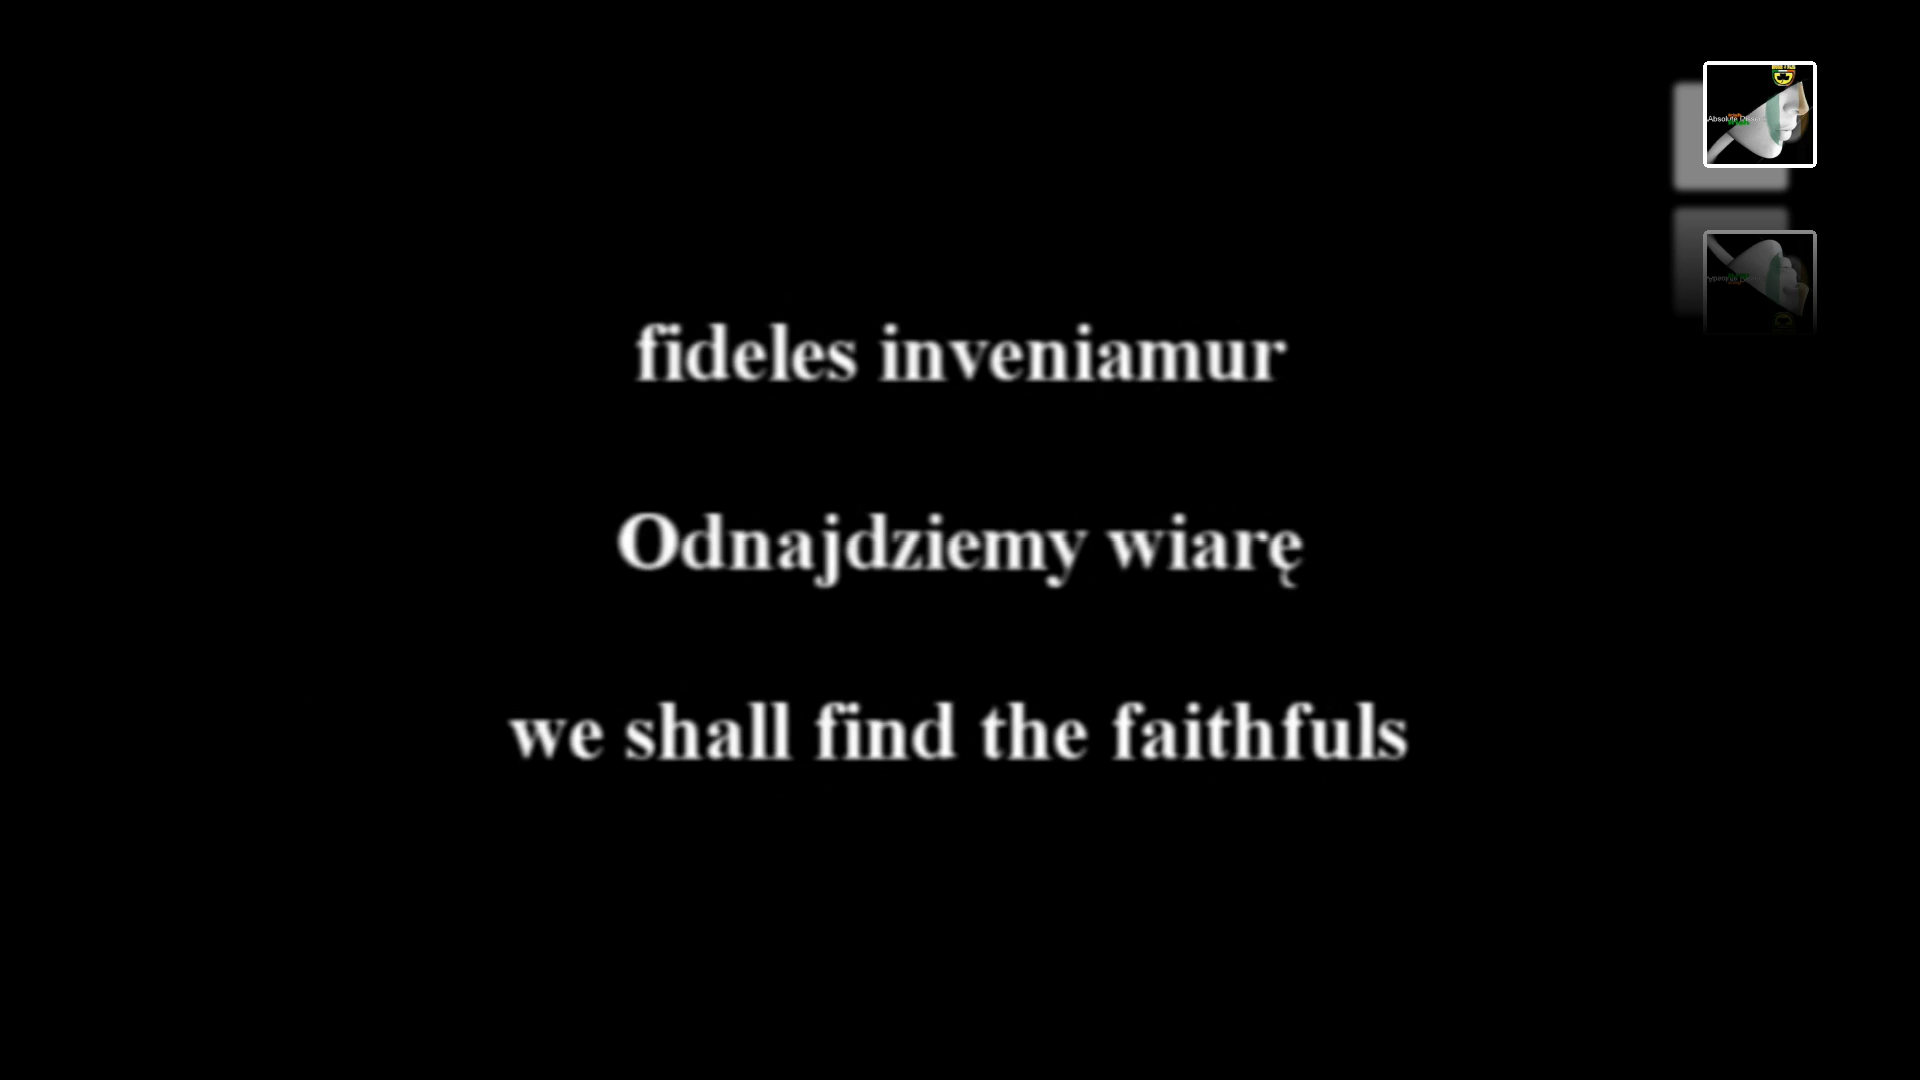 fideles inveniamur
Odnajdziemy wiarę
we shall find the faithfuls